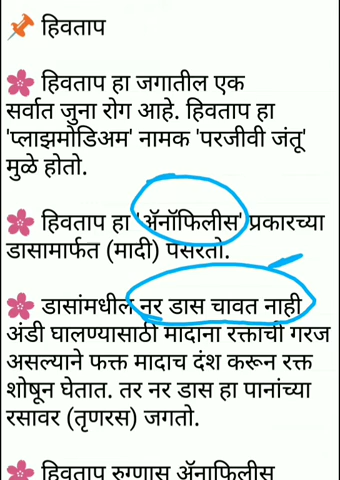 हिवताप
हिवताप हा जगातील एक
सर्वात जुना रोग आहे. हिवताप हा
'प्लाझमोडिअम' नामक 'परजीवी जंतू'
मुळे होतो.
हिवताप हा 'ॲनॉफिलीस' प्रकारच्या
डासामार्फत (मादी) पसरतो.
डासांमधील नर डास चावत नाही
अंडी घालण्यासाठी मादीना रक्ताची गरज
असल्याने फक्त मादाच दंश करून रक्त
शोषून घेतात. तर नर डास हा पानांच्या
रसावर (तृणरस) जगतो.
हिवताप रुग्णास ॲनाफिलीस